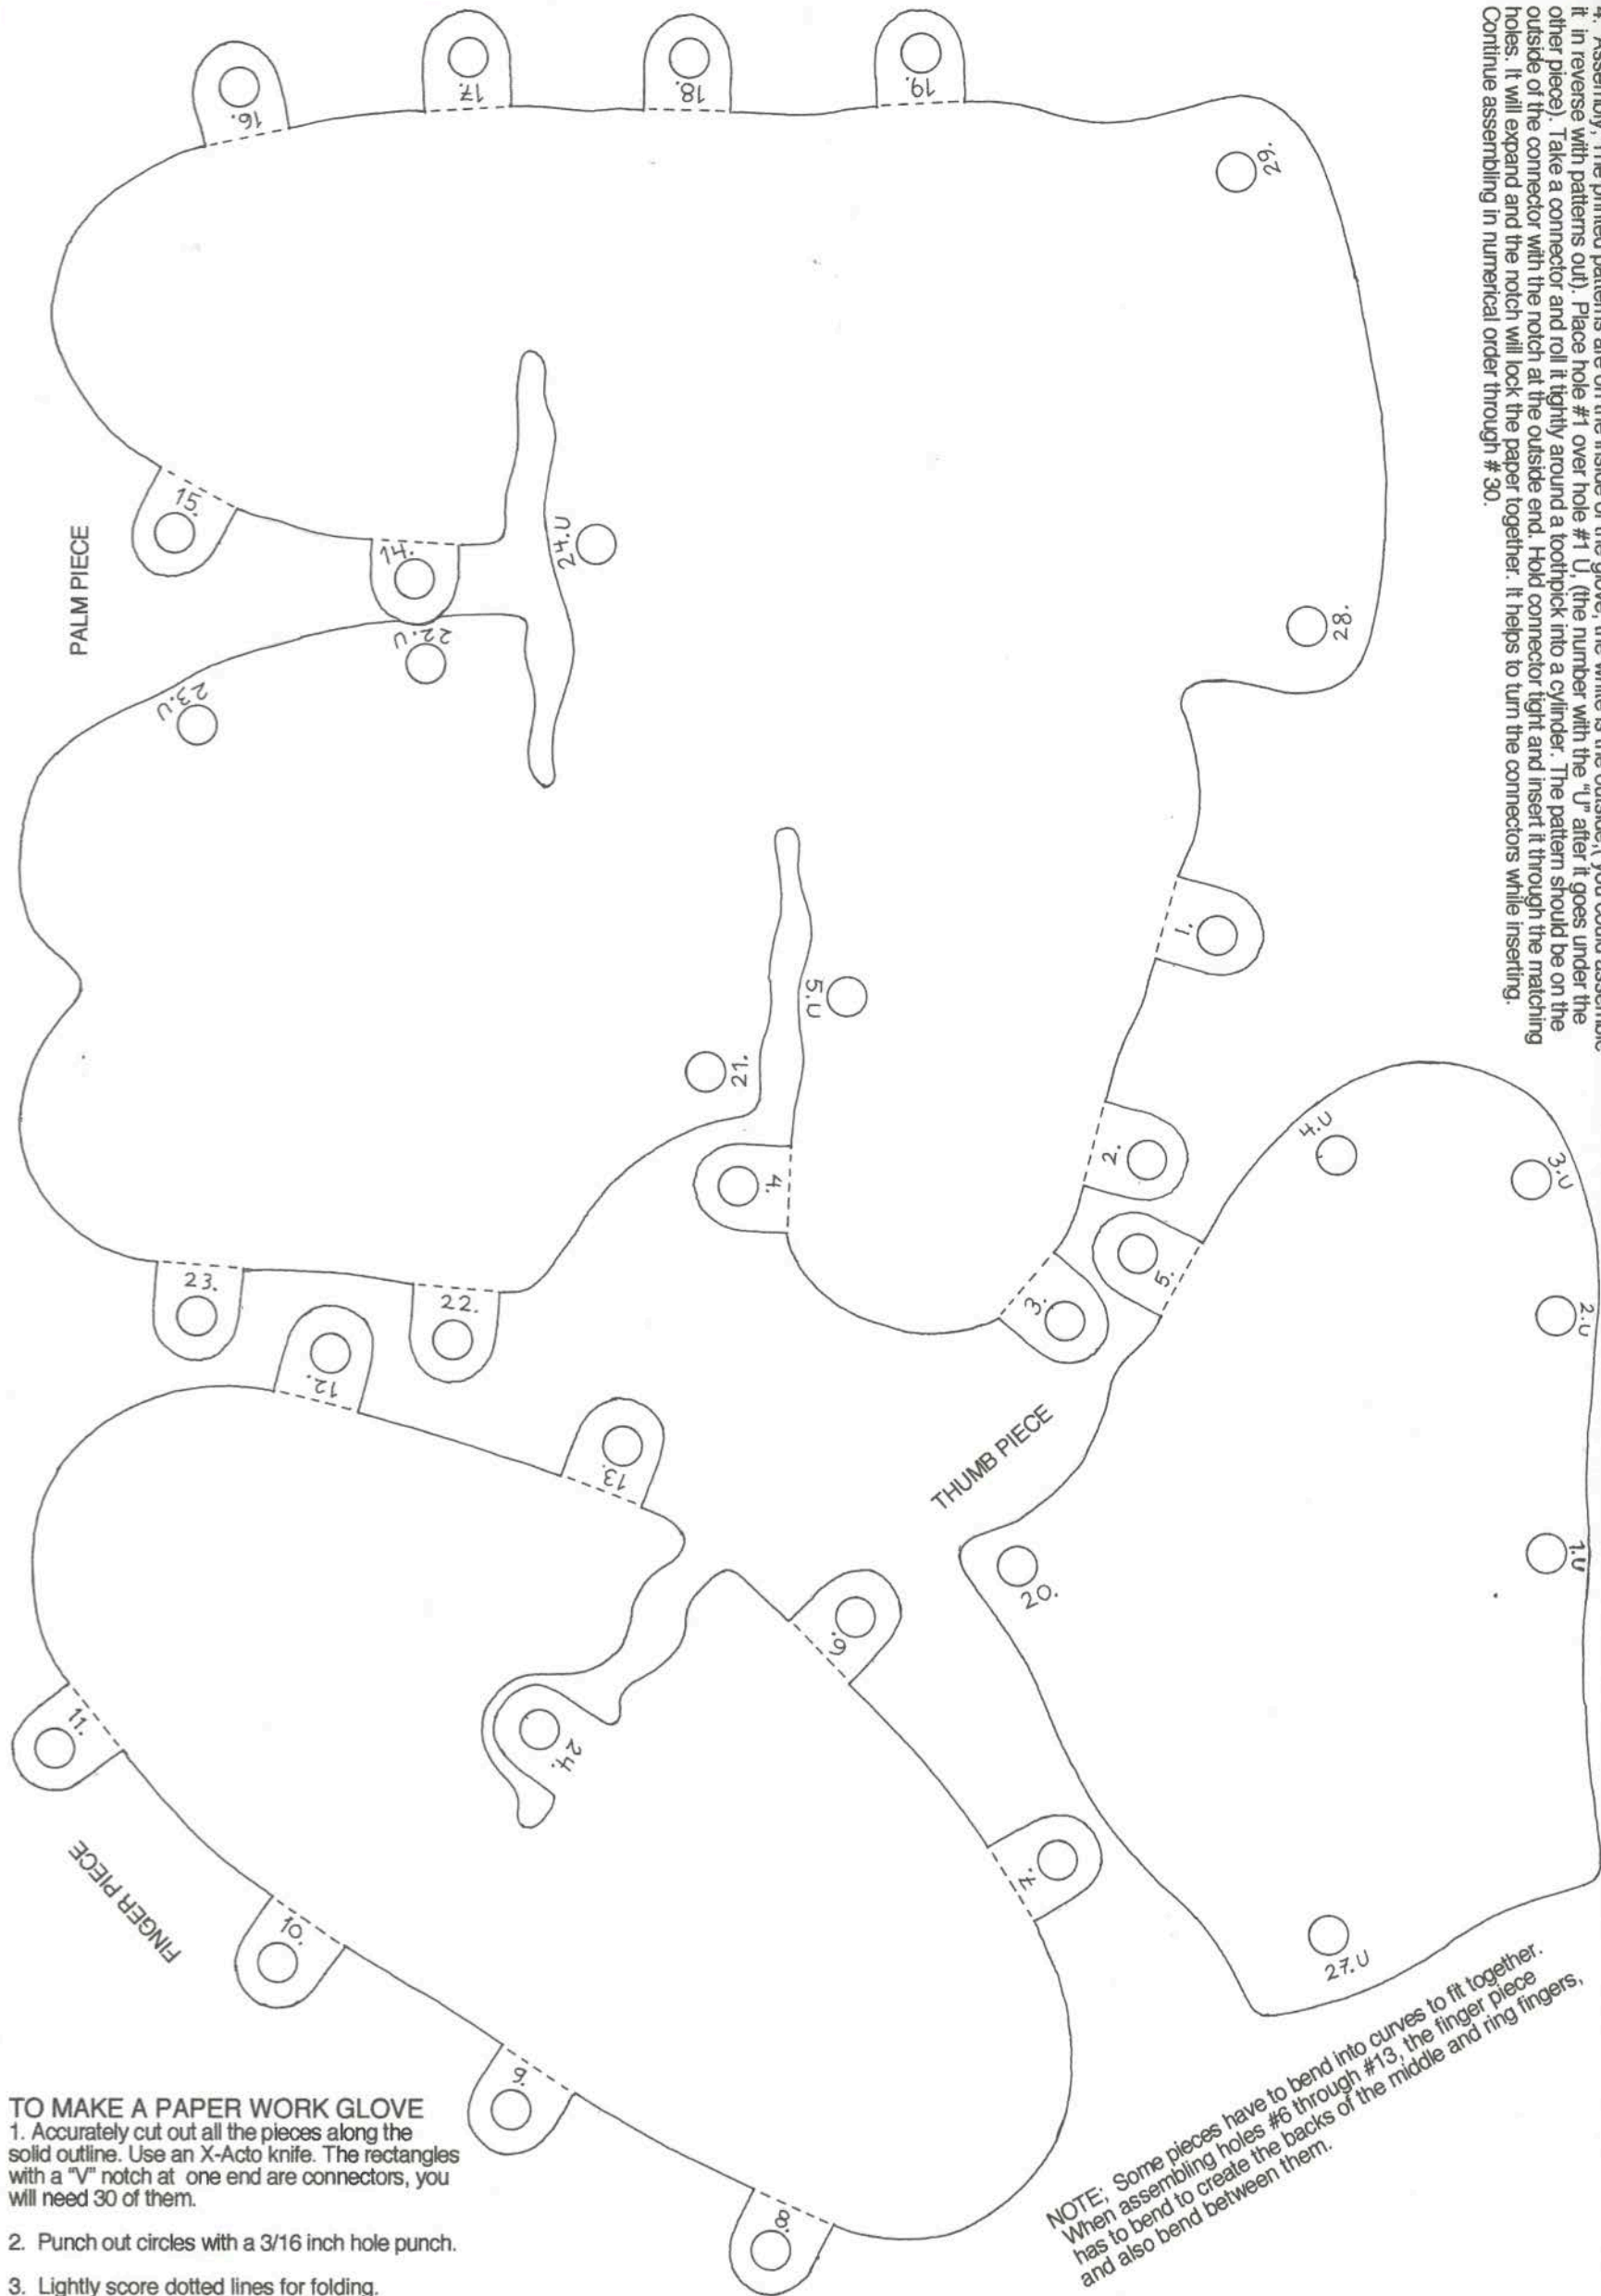 TO MAKE A PAPER WORK GLOVE
1. Accurately cut out all the pieces along the
solid outline. Use an X-Acto knife. The rectangles
with a "V" notch at one end are connectors, you
will need 30 of them.
2. Punch out circles with a 3/16 inch hole punch.
3. Lightly score dotted lines for folding.
4. Assembly; The printed patterns are on the inside of the glove, the white is the outside,( you could assemble
it in reverse with patterns out). Place hole #1 over hole #1 U, (the number with the "U" after it goes under the
other piece). Take a connector and roll it tightly around a toothpick into a cylinder. The pattern should be on the
outside of the connector with the notch at the outside end. Hold connector tight and insert it through the matching
holes. It will expand and the notch will lock the paper together. It helps to turn the connectors while inserting.
Continue assembling in numerical order through # 30.
PALM PIECE
16.
17.
18.
19.
29.
15.
14.
24.U
22.U
23.U
28.
1.
5.U
21.
4.
2.
3.
23.
22.
THUMB PIECE
4.U
3.U
5.
2.U
1.U
20.
27.U
FINGER PIECE
12.
13.
6.
11.
24.
7.
10.
9.
8.
NOTE; Some pieces have to bend into curves to fit together.
When assembling holes #6 through #13, the finger piece
has to bend to create the backs of the middle and ring fingers,
and also bend between them.